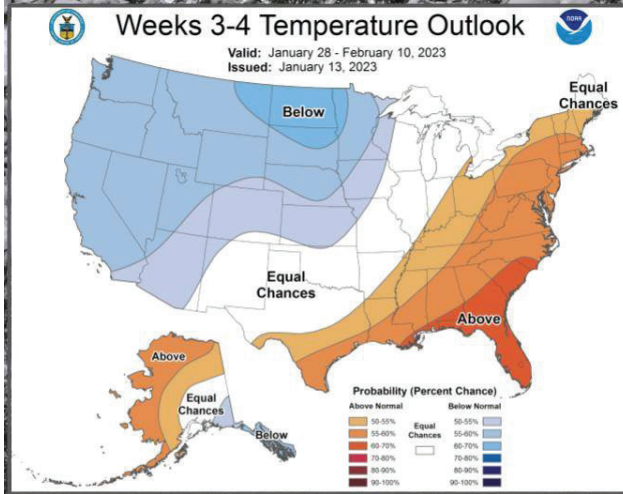 Weeks 3-4 Temperature Outlook
Valid: January 28 - February 10, 2023
Issued: January 13, 2023
NOAA
Equal
Chances
Below
Equal
Chances
Above
Above
Equal
Chances
Below
Probability (Percent Chance)
Above Normal
Equal
Chances
Below Normal
50-55%
55-60%
60-70%
70-80%
80-90%
90-100%
50-55%
55-60%
60-70%
70-80%
80-90%
90-100%